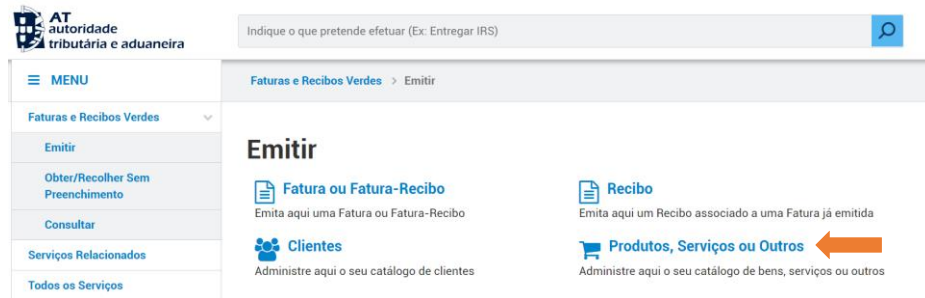 AT
autoridade
tributária e aduaneira
Indique o que pretende efetuar (Ex: Entregar IRS)
MENU
Faturas e Recibos Verdes > Emitir
Faturas e Recibos Verdes
Emitir
Obter/Recolher Sem
Preenchimento
Consultar
Serviços Relacionados
Todos os Serviços
Emitir
Fatura ou Fatura-Recibo
Emita aqui uma Fatura ou Fatura-Recibo
Recibo
Emita aqui um Recibo associado a uma Fatura já emitida
Clientes
Administre aqui o seu catálogo de clientes
Produtos, Serviços ou Outros
Administre aqui o seu catálogo de bens, serviços ou outros